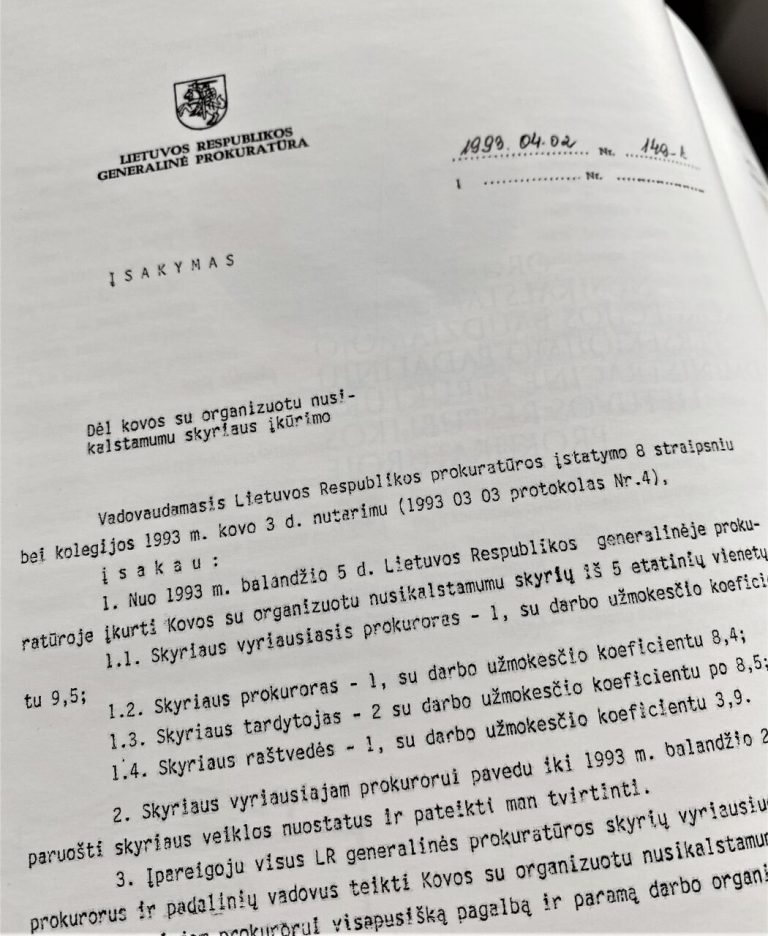 LIETUVOS RESPUBLIKOS
GENERALINĖ PROKURATŪRA
1993.04.02 Nr. 149-k
Į Nr.
ĮSAKYMAS
Dėl kovos su organizuotu nusi-
kalstamumu skyriaus įkūrimo
Vadovaudamasis Lietuvos Respublikos prokuratūros įstatymo 8 straipsniu
bei kolegijos 1993 m. kovo 3 d. nutarimu (1993 03 03 protokolas Nr.4),
į s a k a u :
1. Nuo 1993 m. balandžio 5 d. Lietuvos Respublikos generalinėje proku-
ratūroje įkurti Kovos su organizuotu nusikalstamumu skyrių iš 5 etatinių vienetų
1.1. Skyriaus vyriausiasis prokuroras - 1, su darbo užmokesčio koefici
tu 9,5;
1.2. Skyriaus prokuroras - 1, su darbo užmokesčio koeficientu 8,4;
1.3. Skyriaus tardytojas - 2 su darbo užmokesčio koeficientu po 8,5;
1.4. Skyriaus raštvedės - 1, su darbo užmokesčio koeficientu 3,9.
2. Skyriaus vyriausiajam prokurorui pavedu iki 1993 m. balandžio 2
paruošti skyriaus veiklos nuostatus ir pateikti man tvirtinti.
3. Įpareigoju visus LR generalinės prokuratūros skyrių vyriausiu
prokurorus ir padalinių vadovus teikti Kovos su organizuotu nusikalstamu
prokurorui visapusišką pagalbą ir paramą darbo organi